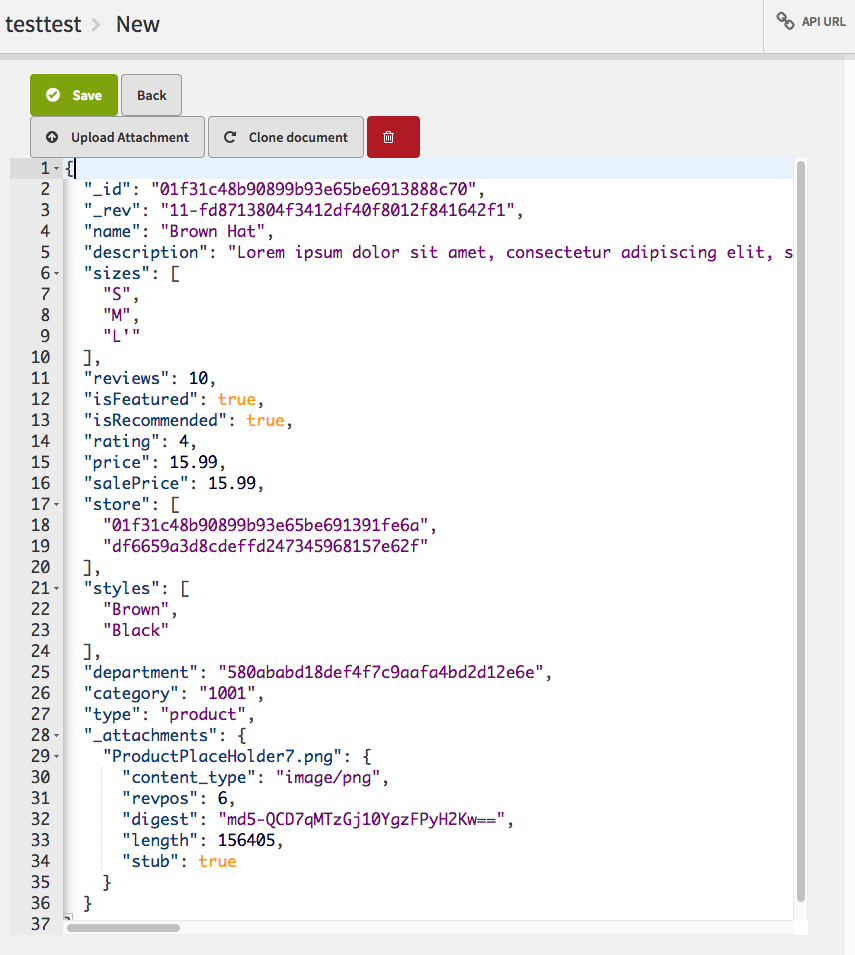 testtest > New
API URL
Save
Back
Upload Attachment
Clone document
1 {
2 "_id": "01f31c48b90899b93e65be6913888c70",
3 "_rev": "11-fd8713804f3412df40f8012f841642f1",
4 "name": "Brown Hat",
5 "description": "Lorem ipsum dolor sit amet, consectetur adipiscing elit, s
6 "sizes": [
7 "S",
8 "M",
9 "L'"
10 ],
11 "reviews": 10,
12 "isFeatured": true,
13 "isRecommended": true,
14 "rating": 4,
15 "price": 15.99,
16 "salePrice": 15.99,
17 "store": [
18 "01f31c48b90899b93e65be691391fe6a",
19 "df6659a3d8cdeffd247345968157e62f"
20 ],
21 "styles": [
22 "Brown",
23 "Black"
24 ],
25 "department": "580ababd18def4f7c9aafa4bd2d12e6e",
26 "category": "1001",
27 "type": "product",
28 "_attachments": {
29 "ProductPlaceHolder7.png": {
30 "content_type": "image/png",
31 "revpos": 6,
32 "digest": "md5-QCD7qMTzGj10YgzFPyH2Kw==",
33 "length": 156405,
34 "stub": true
35 }
36 }
37